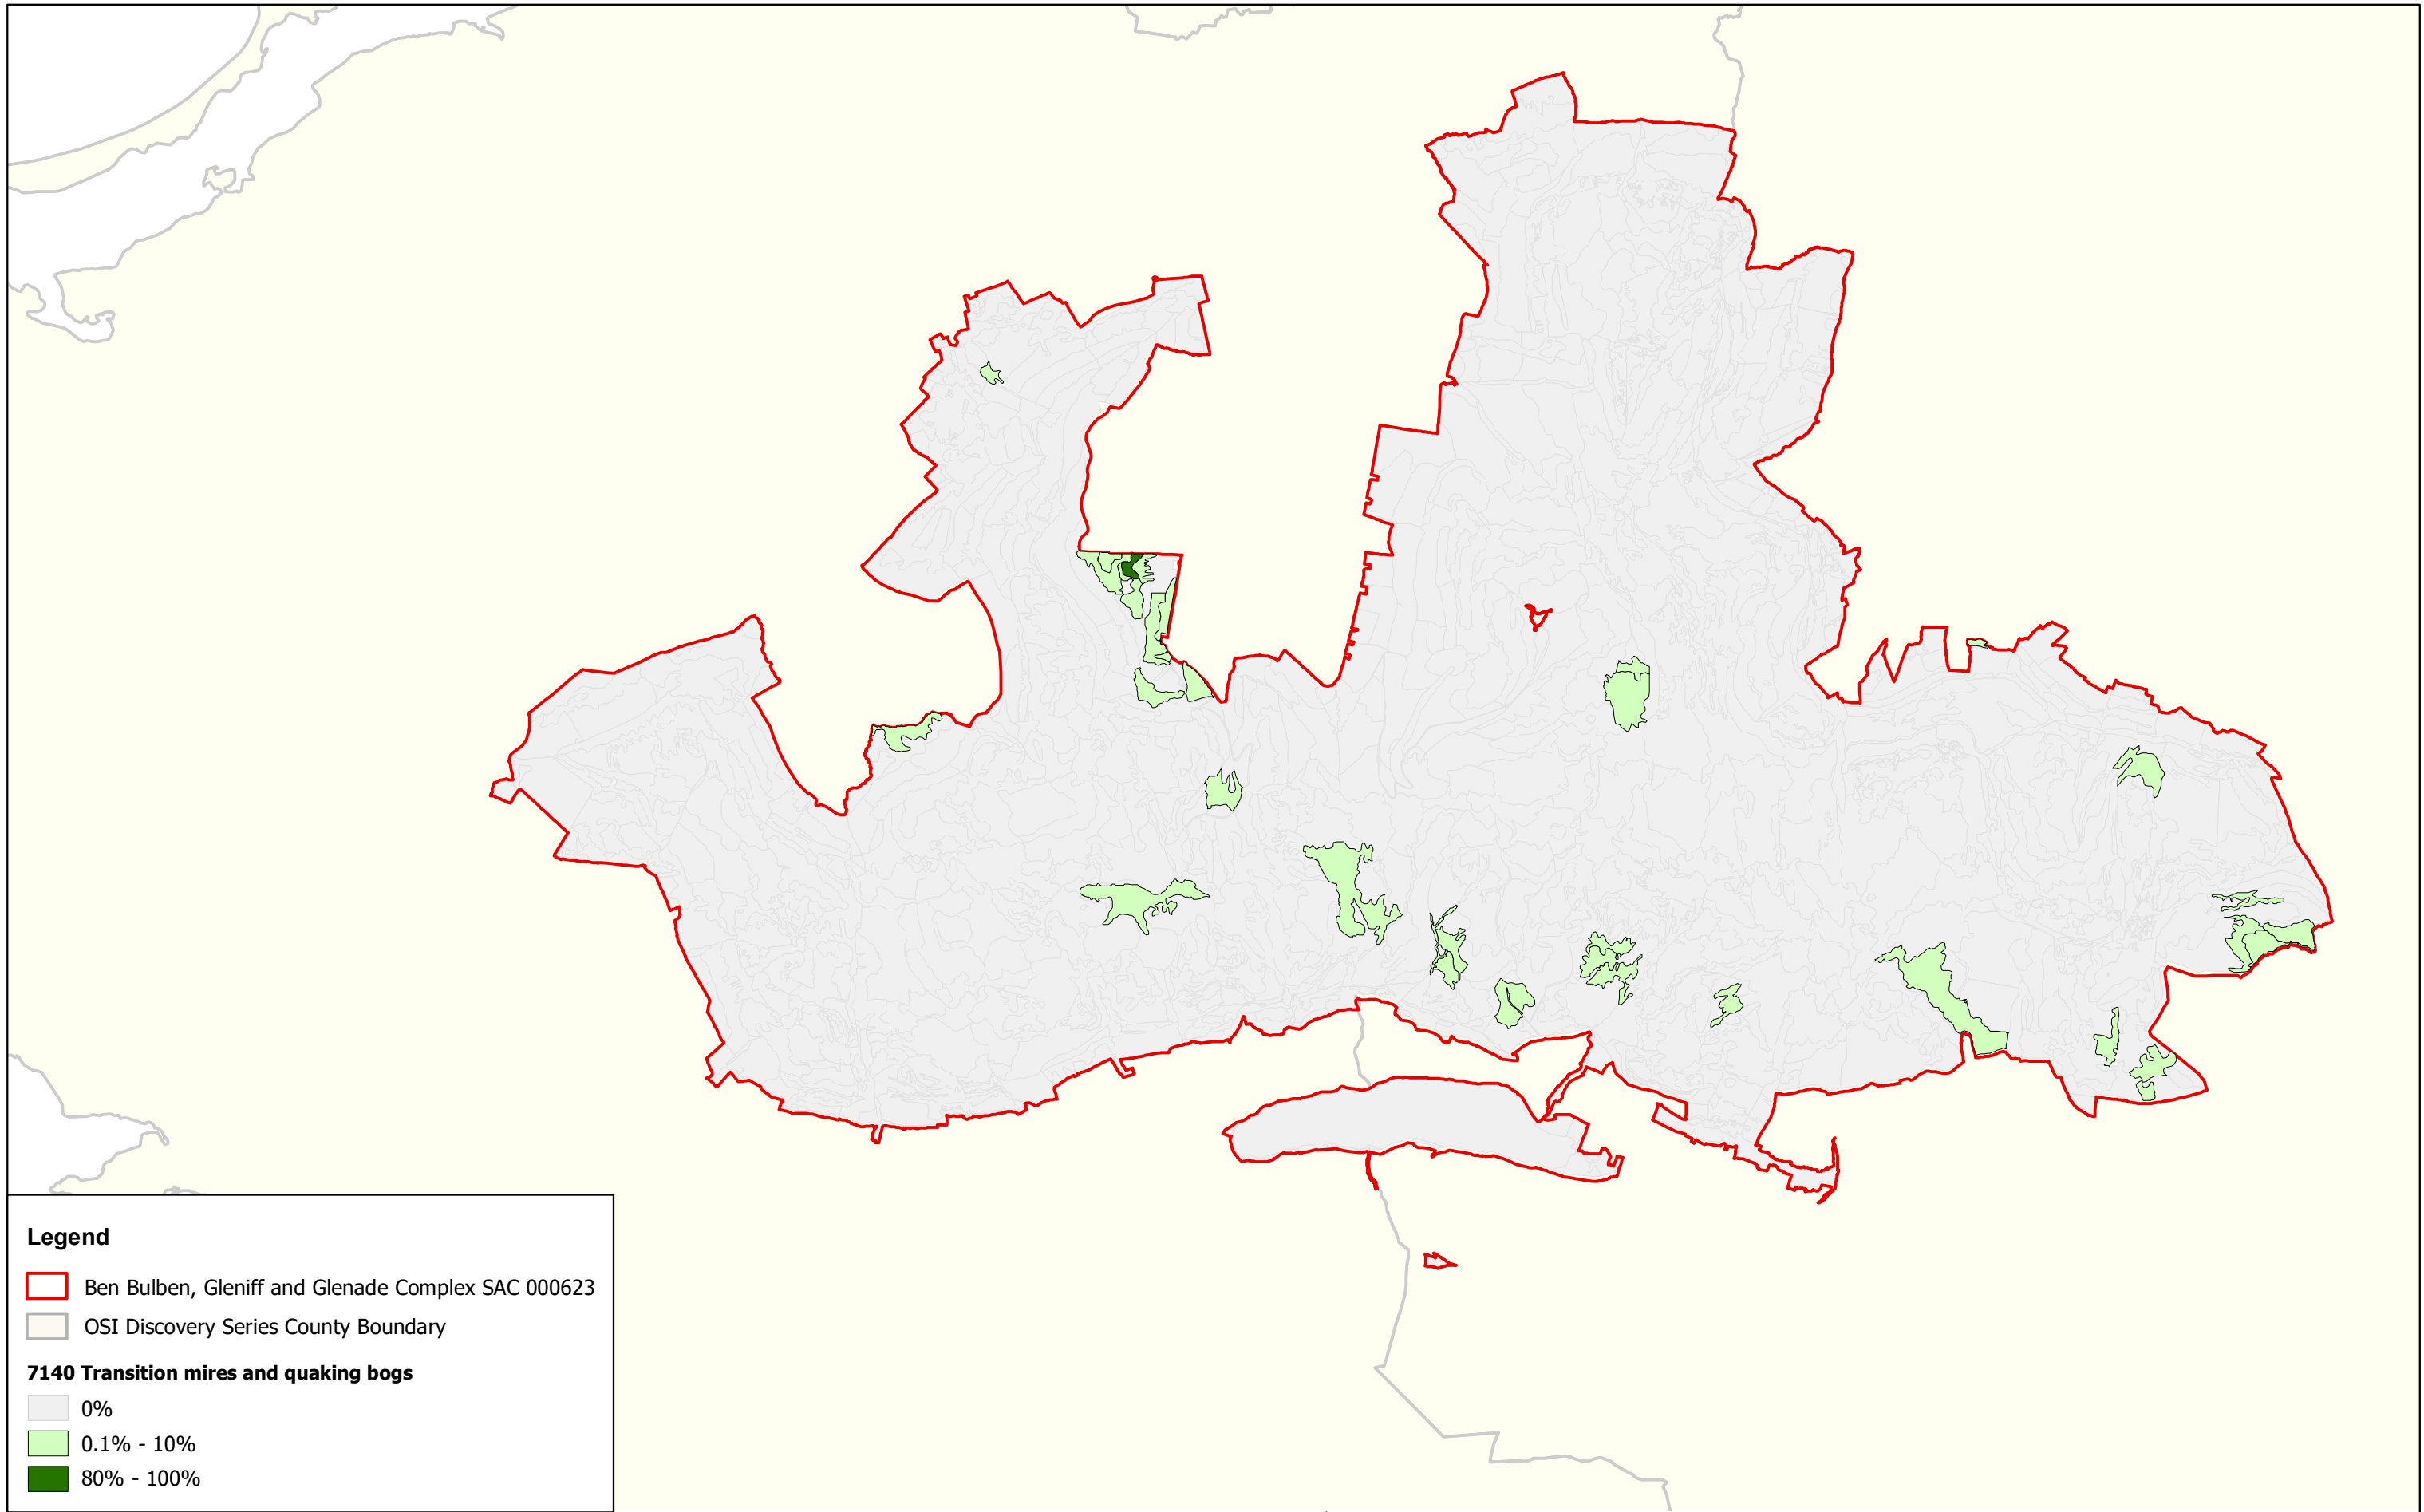 Legend
Ben Bulben, Gleniff and Glenade Complex SAC 000623
OSI Discovery Series County Boundary
7140 Transition mires and quaking bogs
0%
0.1% - 10%
80% - 100%